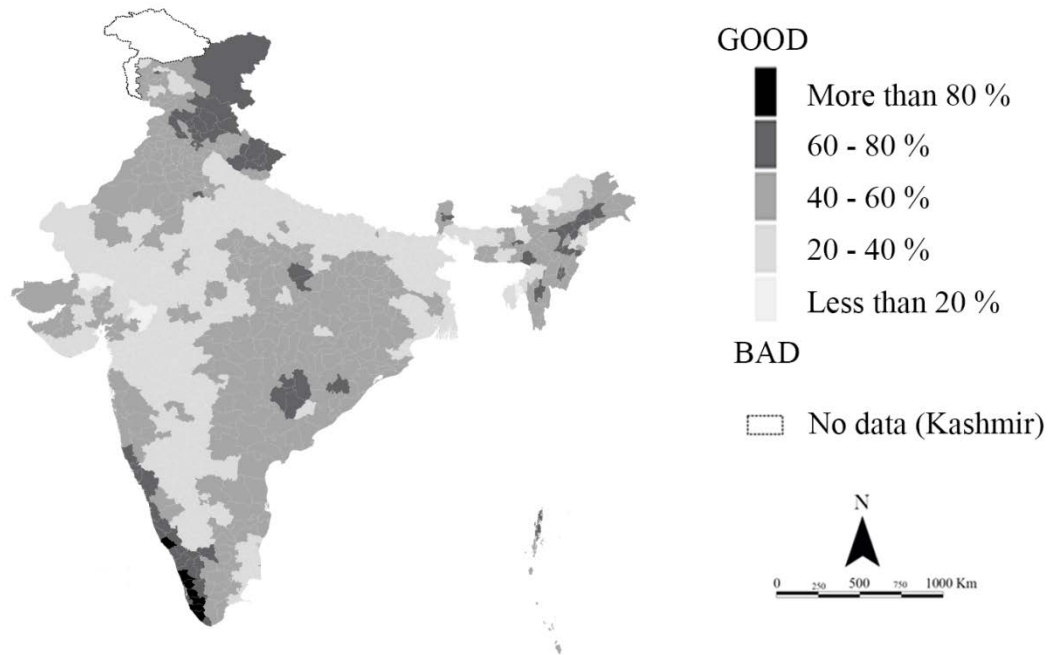 GOOD
More than 80 %
60 - 80 %
40 - 60 %
20 - 40 %
Less than 20 %
BAD
No data (Kashmir)
N
0 250 500 750 1000 Km